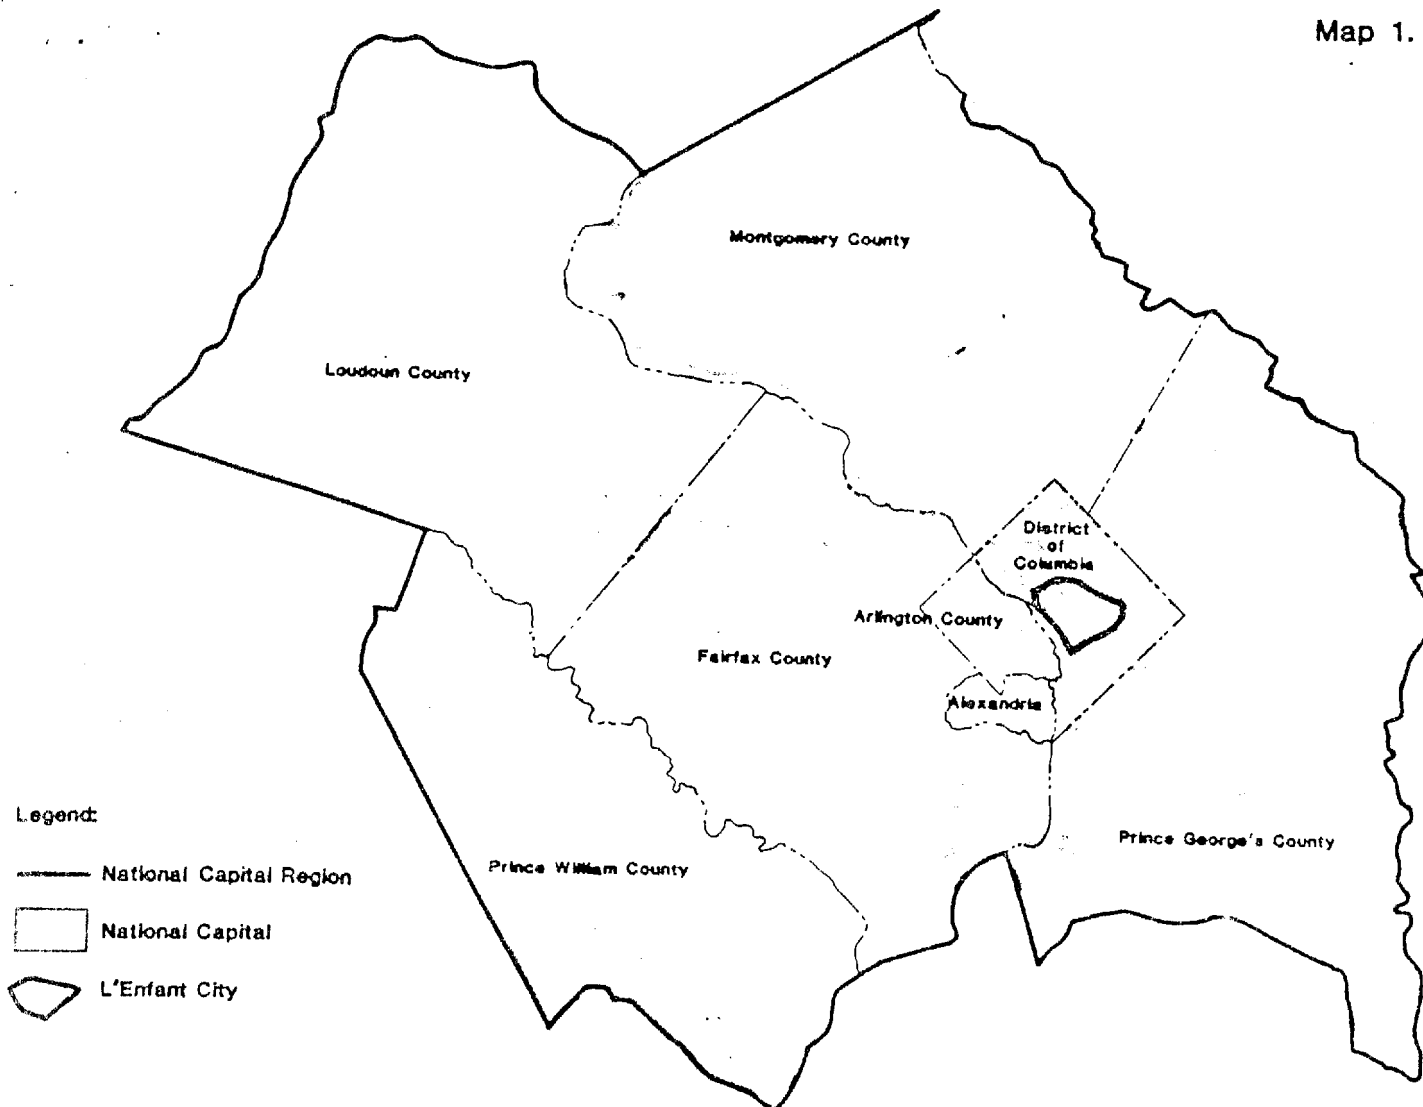 Map 1.
Montgomery County
Loudoun County
District
of
Columbia
Arlington County
Fairfax County
Alexandria
Prince George's County
Prince William County
Legend:
National Capital Region
National Capital
L'Enfant City